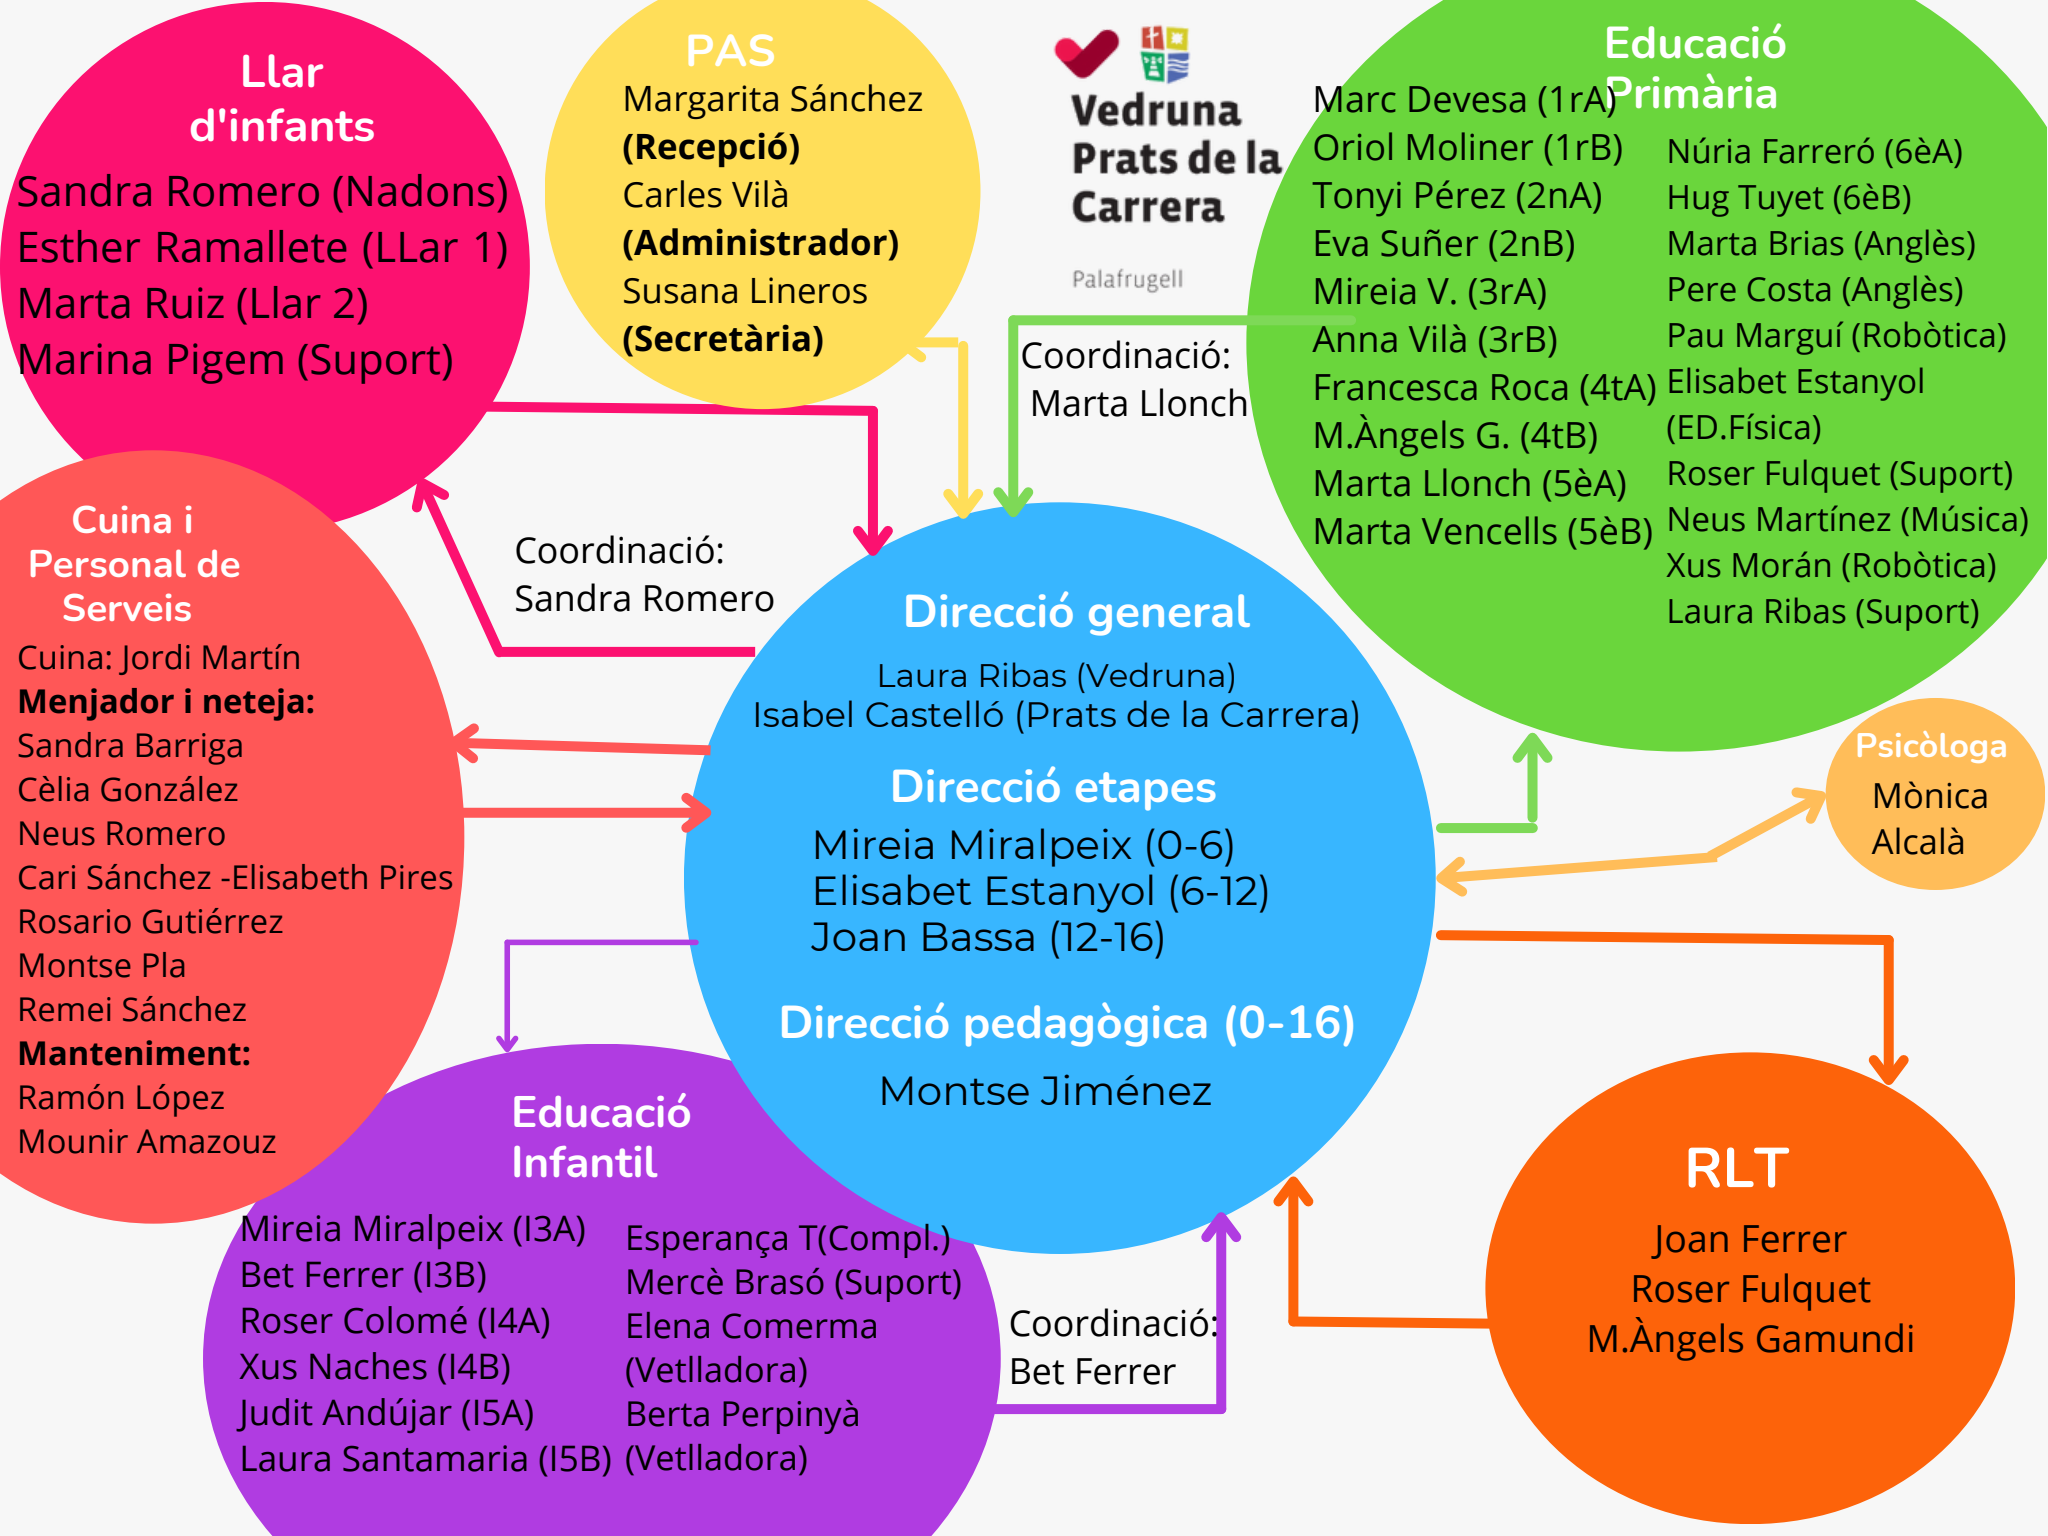 Llar
d'infants
Sandra Romero (Nadons)
Esther Ramallete (LLar 1)
Marta Ruiz (Llar 2)
Marina Pigem (Suport)
PAS
Margarita Sánchez
(Recepció)
Carles Vilà
(Administrador)
Susana Lineros
(Secretària)
Vedruna
Prats de la
Carrera
Palafrugell
Educació
Primària
Marc Devesa (1rA)
Oriol Moliner (1rB)
Tonyi Pérez (2nA)
Eva Suñer (2nB)
Mireia V. (3rA)
Anna Vilà (3rB)
Francesca Roca (4tA)
M.Àngels G. (4tB)
Marta Llonch (5èA)
Marta Vencells (5èB)
Núria Farreró (6èA)
Hug Tuyet (6èB)
Marta Brias (Anglès)
Pere Costa (Anglès)
Pau Marguí (Robòtica)
Elisabet Estanyol
(ED.Física)
Roser Fulquet (Suport)
Neus Martínez (Música)
Xus Morán (Robòtica)
Laura Ribas (Suport)
Coordinació:
Marta Llonch
Coordinació:
Sandra Romero
Cuina i
Personal de
Serveis
Cuina: Jordi Martín
Menjador i neteja:
Sandra Barriga
Cèlia González
Neus Romero
Cari Sánchez -Elisabeth Pires
Rosario Gutiérrez
Montse Pla
Remei Sánchez
Manteniment:
Ramón López
Mounir Amazouz
Direcció general
Laura Ribas (Vedruna)
Isabel Castelló (Prats de la Carrera)
Direcció etapes
Mireia Miralpeix (0-6)
Elisabet Estanyol (6-12)
Joan Bassa (12-16)
Direcció pedagògica (0-16)
Montse Jiménez
Psicòloga
Mònica
Alcalà
Educació
Infantil
Mireia Miralpeix (I3A)
Bet Ferrer (I3B)
Roser Colomé (I4A)
Xus Naches (I4B)
Judit Andújar (I5A)
Laura Santamaria (I5B)
Esperança T(Compl.)
Mercè Brasó (Suport)
Elena Comerma
(Vetlladora)
Berta Perpinyà
(Vetlladora)
Coordinació:
Bet Ferrer
RLT
Joan Ferrer
Roser Fulquet
M.Àngels Gamundi